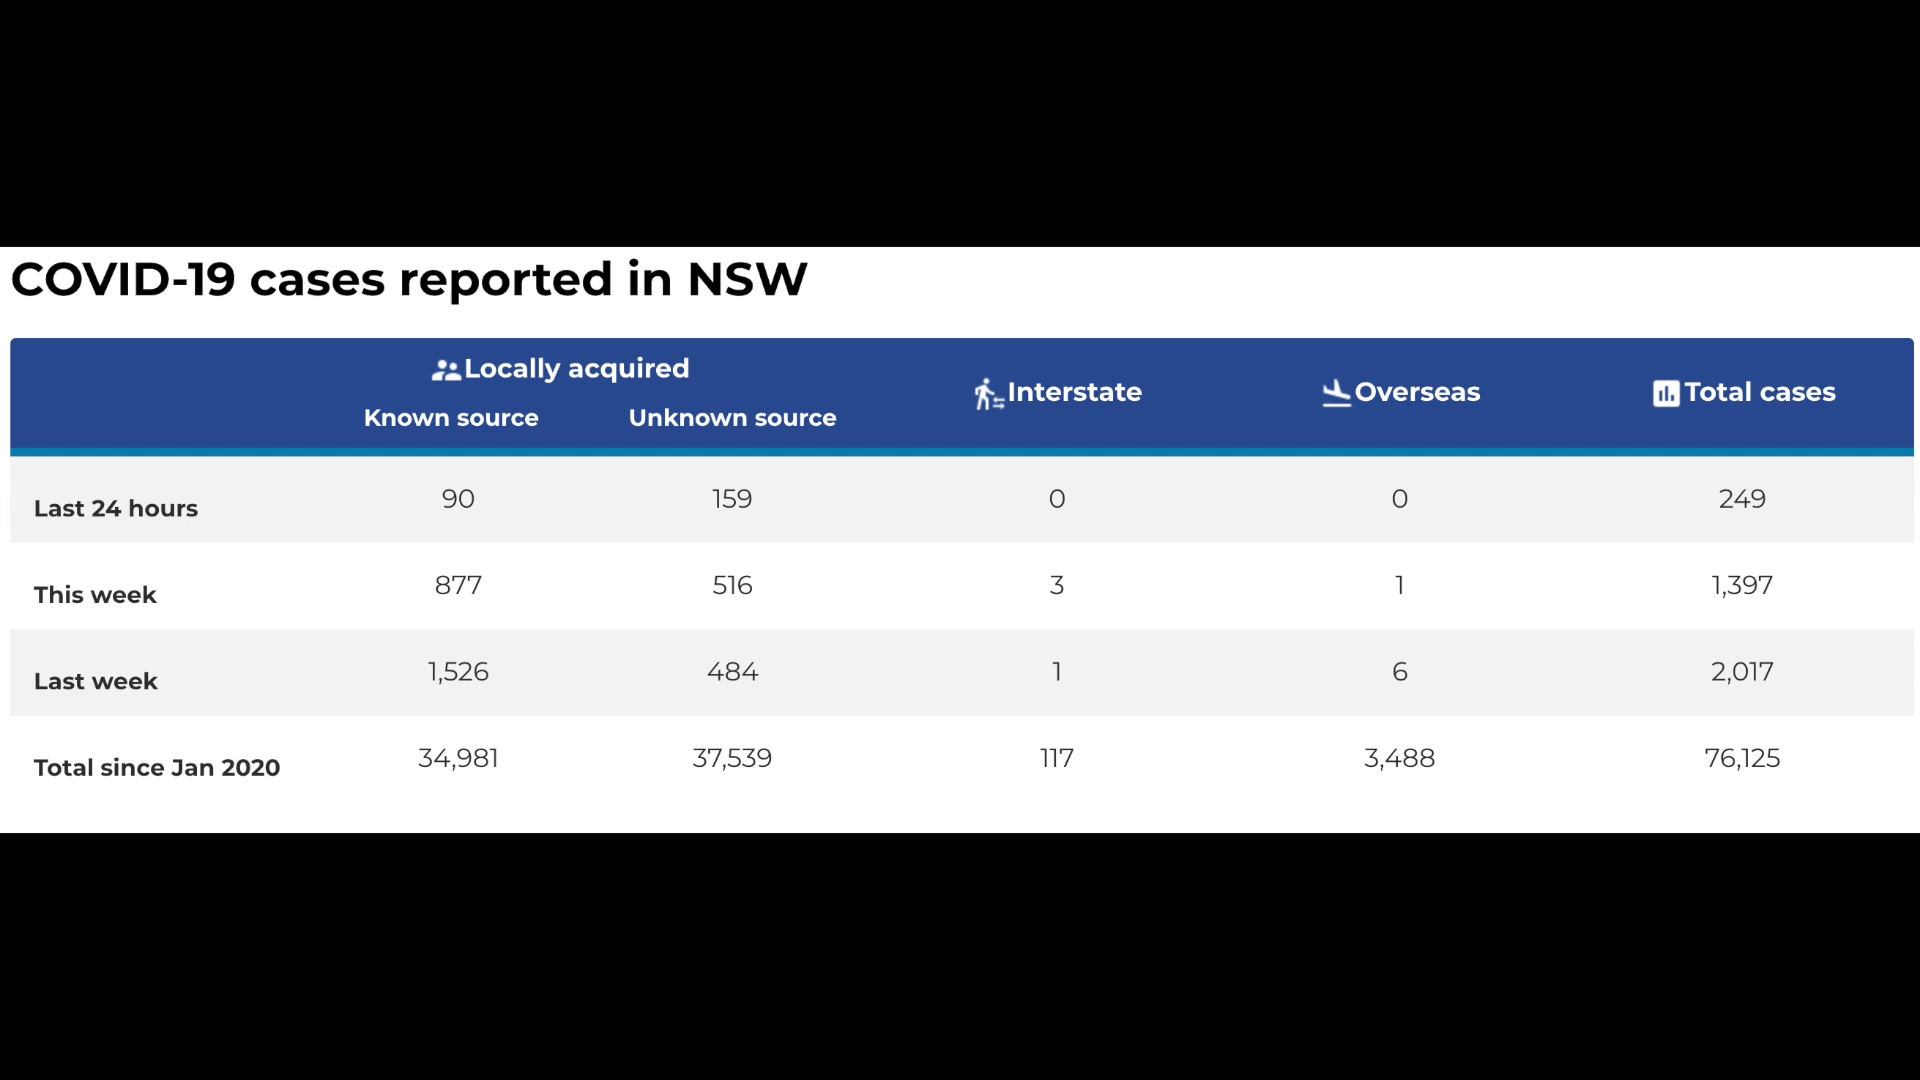 COVID-19 cases reported in NSW
Locally acquired
Known source Unknown source Interstate Overseas Total cases
Last 24 hours 90 159 0 0 249
This week 877 516 3 1 1,397
Last week 1,526 484 1 6 2,017
Total since Jan 2020 34,981 37,539 117 3,488 76,125